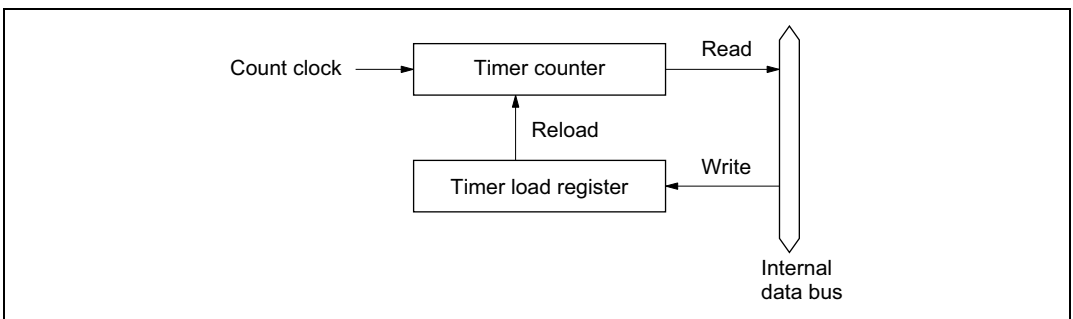 Read
Count clock
Timer counter
Reload
Write
Timer load register
Internal
data bus